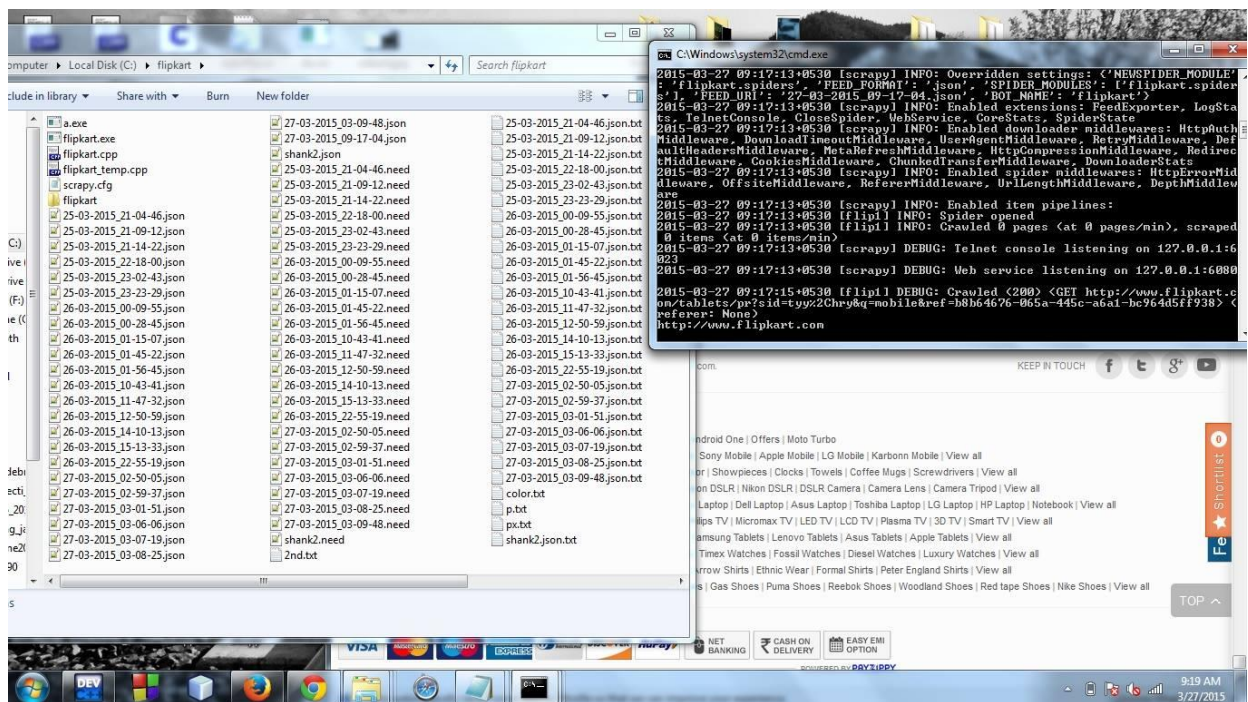 Local Disk (C:) ▸ flipkart ▸
Search flipkart
Share with
Burn
New folder
a.exe
flipkart.exe
flipkart.cpp
flipkart_temp.cpp
scrapy.cfg
flipkart
25-03-2015_21-04-46.json
25-03-2015_21-09-12.json
25-03-2015_21-14-22.json
25-03-2015_22-18-00.json
25-03-2015_23-02-43.json
25-03-2015_23-23-29.json
26-03-2015_00-09-55.json
26-03-2015_00-28-45.json
26-03-2015_01-15-07.json
26-03-2015_01-45-22.json
26-03-2015_01-56-45.json
26-03-2015_10-43-41.json
26-03-2015_11-47-32.json
26-03-2015_12-50-59.json
26-03-2015_14-10-13.json
26-03-2015_15-13-33.json
26-03-2015_22-55-19.json
27-03-2015_02-50-05.json
27-03-2015_02-59-37.json
27-03-2015_03-01-51.json
27-03-2015_03-06-06.json
27-03-2015_03-07-19.json
27-03-2015_03-08-25.json
27-03-2015_03-09-48.json
27-03-2015_09-17-04.json
shank2.json
25-03-2015_21-04-46.need
25-03-2015_21-09-12.need
25-03-2015_21-14-22.need
25-03-2015_22-18-00.need
25-03-2015_23-02-43.need
25-03-2015_23-23-29.need
26-03-2015_00-09-55.need
26-03-2015_00-28-45.need
26-03-2015_01-15-07.need
26-03-2015_01-45-22.need
26-03-2015_01-56-45.need
26-03-2015_10-43-41.need
26-03-2015_11-47-32.need
26-03-2015_12-50-59.need
26-03-2015_14-10-13.need
26-03-2015_15-13-33.need
26-03-2015_22-55-19.need
27-03-2015_02-50-05.need
27-03-2015_02-59-37.need
27-03-2015_03-01-51.need
27-03-2015_03-06-06.need
27-03-2015_03-07-19.need
27-03-2015_03-08-25.need
27-03-2015_03-09-48.need
shank2.need
2nd.txt
25-03-2015_21-04-46.json.txt
25-03-2015_21-09-12.json.txt
25-03-2015_21-14-22.json.txt
25-03-2015_22-18-00.json.txt
25-03-2015_23-02-43.json.txt
25-03-2015_23-23-29.json.txt
26-03-2015_00-09-55.json.txt
26-03-2015_00-28-45.json.txt
26-03-2015_01-15-07.json.txt
26-03-2015_01-45-22.json.txt
26-03-2015_01-56-45.json.txt
26-03-2015_10-43-41.json.txt
26-03-2015_11-47-32.json.txt
26-03-2015_12-50-59.json.txt
26-03-2015_14-10-13.json.txt
26-03-2015_15-13-33.json.txt
26-03-2015_22-55-19.json.txt
27-03-2015_02-50-05.json.txt
27-03-2015_02-59-37.json.txt
27-03-2015_03-01-51.json.txt
27-03-2015_03-06-06.json.txt
27-03-2015_03-07-19.json.txt
27-03-2015_03-08-25.json.txt
27-03-2015_03-09-48.json.txt
color.txt
p.txt
px.txt
shank2.json.txt
C:\Windows\system32\cmd.exe
2015-03-27 09:17:13+0530 [scrapy] INFO: Overridden settings: {'NEWSPIDER_MODULE'
: 'flipkart.spiders', 'FEED_FORMAT': 'json', 'SPIDER_MODULES': ['flipkart.spider
s'], 'FEED_URI': '27-03-2015_09-17-04.json', 'BOT_NAME': 'flipkart'}
2015-03-27 09:17:13+0530 [scrapy] INFO: Enabled extensions: FeedExporter, LogSta
ts, TelnetConsole, CloseSpider, WebService, CoreStats, SpiderState
2015-03-27 09:17:13+0530 [scrapy] INFO: Enabled downloader middlewares: HttpAuth
Middleware, DownloadTimeoutMiddleware, UserAgentMiddleware, RetryMiddleware, Def
aultHeadersMiddleware, MetaRefreshMiddleware, HttpCompressionMiddleware, Redirec
tMiddleware, CookiesMiddleware, ChunkedTransferMiddleware, DownloaderStats
2015-03-27 09:17:13+0530 [scrapy] INFO: Enabled spider middlewares: HttpErrorMid
dleware, OffsiteMiddleware, RefererMiddleware, UrlLengthMiddleware, DepthMiddlew
are
2015-03-27 09:17:13+0530 [scrapy] INFO: Enabled item pipelines:
2015-03-27 09:17:13+0530 [flip1] INFO: Spider opened
2015-03-27 09:17:13+0530 [flip1] INFO: Crawled 0 pages (at 0 pages/min), scraped
0 items (at 0 items/min)
2015-03-27 09:17:13+0530 [scrapy] DEBUG: Telnet console listening on 127.0.0.1:6
023
2015-03-27 09:17:13+0530 [scrapy] DEBUG: Web service listening on 127.0.0.1:6080
2015-03-27 09:17:15+0530 [flip1] DEBUG: Crawled (200) <GET http://www.flipkart.c
om/tablets/pr?sid=tyy%2Chry&q=mobile&ref=b8b64676-065a-445c-a6a1-bc964d5ff938> (
referer: None)
http://www.flipkart.com
com.
KEEP IN TOUCH
Android One | Offers | Moto Turbo
Sony Mobile | Apple Mobile | LG Mobile | Karbonn Mobile | View all
Showpieces | Clocks | Towels | Coffee Mugs | Screwdrivers | View all
DSLR | Nikon DSLR | DSLR Camera | Camera Lens | Camera Tripod | View all
Laptop | Dell Laptop | Asus Laptop | Toshiba Laptop | LG Laptop | HP Laptop | Notebook | View all
TV | Micromax TV | LED TV | LCD TV | Plasma TV | 3D TV | Smart TV | View all
Tablets | Lenovo Tablets | Asus Tablets | Apple Tablets | View all
Timex Watches | Fossil Watches | Diesel Watches | Luxury Watches | View all
Arrow Shirts | Ethnic Wear | Formal Shirts | Peter England Shirts | View all
Gas Shoes | Puma Shoes | Reebok Shoes | Woodland Shoes | Red tape Shoes | Nike Shoes | View all
0
Shortlist
TOP
VISA
NET BANKING
CASH ON DELIVERY
EASY EMI OPTION
POWERED BY PAYZIPPY
DEV
9:19 AM
3/27/2015